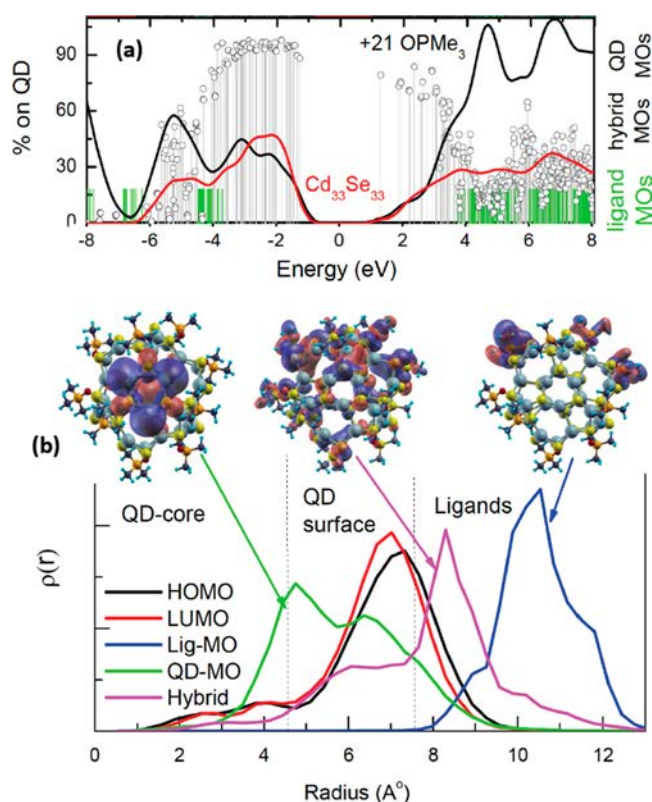 (a)
+21 OPMe3
Cd33Se33
% on QD
90
60
30
0
-8 -6 -4 -2 0 2 4 6 8
Energy (eV)
ligand MOs
hybrid MOs
QD MOs
(b)
QD-core
QD surface
Ligands
ρ(r)
HOMO
LUMO
Lig-MO
QD-MO
Hybrid
0 2 4 6 8 10 12
Radius (A°)